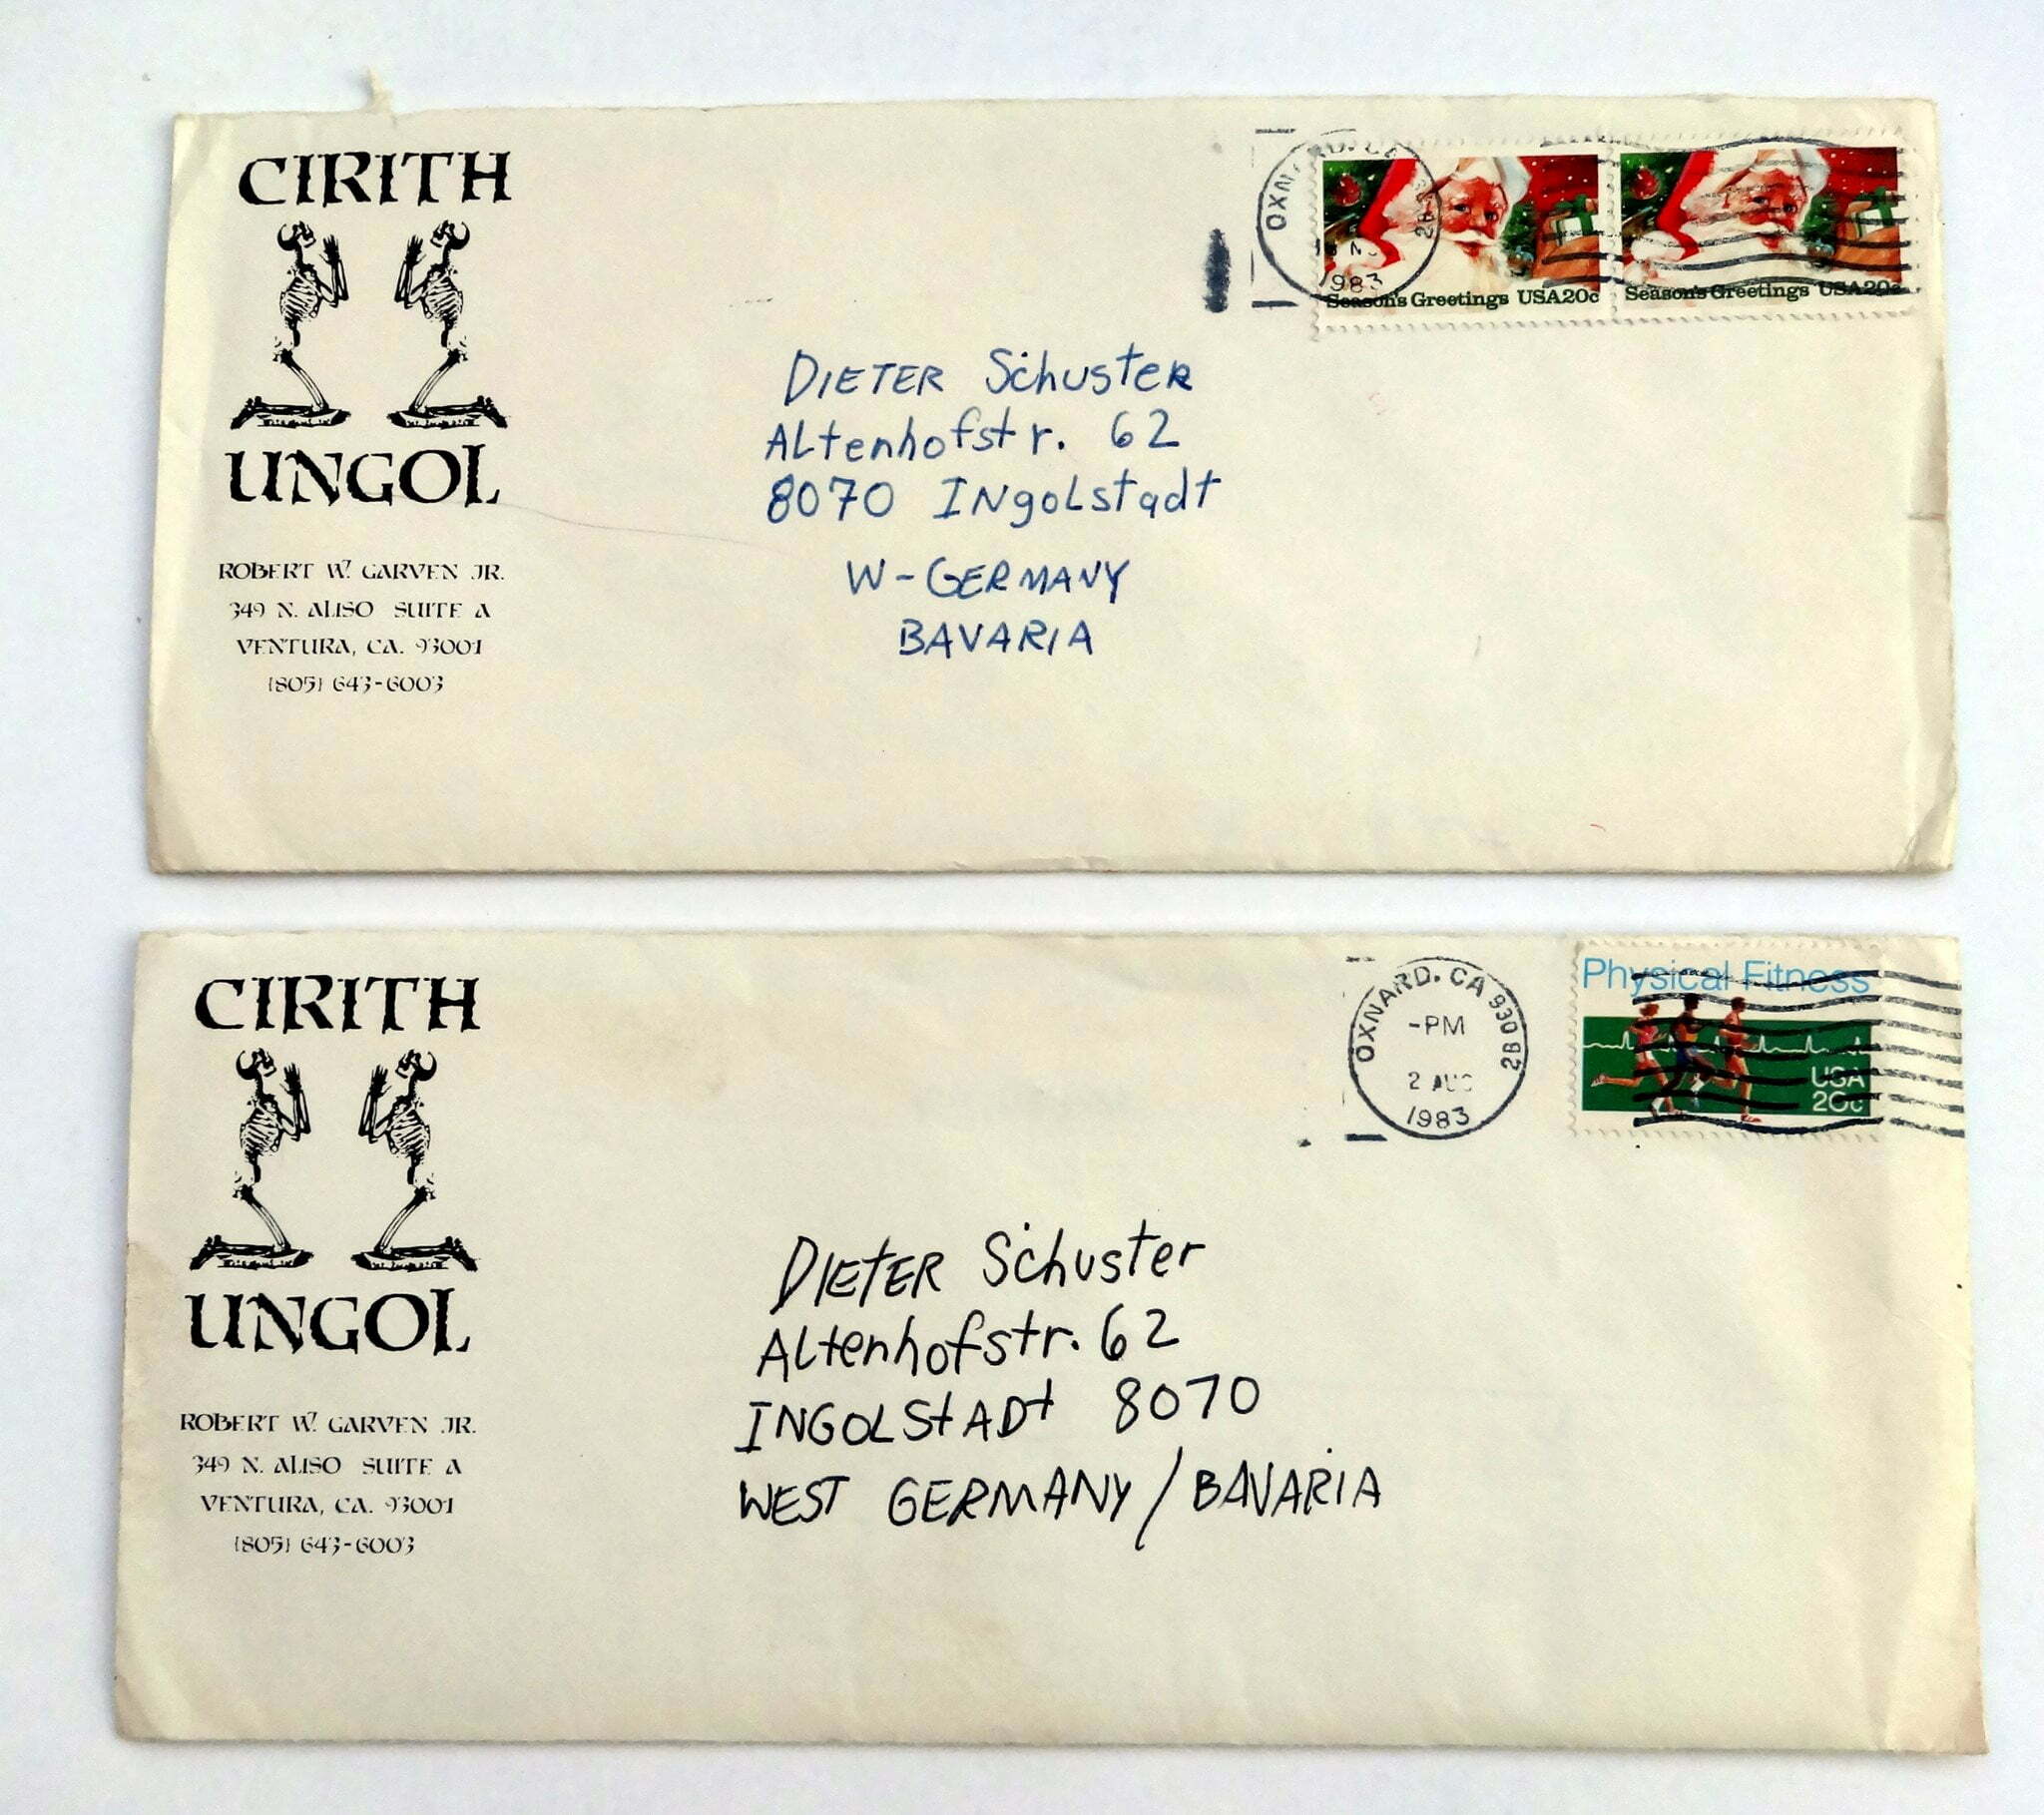 CIRITH
UNGOL
ROBERT W. GARVEN JR.
349 N. ALISO SUITE A
VENTURA, CA. 93001
(805) 643-6003
OXNARD. CA
1983
Season's Greetings USA20c
Season's Greetings USA20c
DIETER Schuster
Altenhofstr. 62
8070 INgolstadt
W-GERMANY
BAVARIA
CIRITH
UNGOL
ROBERT W. GARVEN JR.
349 N. ALISO SUITE A
VENTURA, CA. 93001
(805) 643-6003
OXNARD. CA 930 2B
-PM
2 AUG
1983
Physical Fitness
USA
20c
DIEtER Schuster
Altenhofstr. 62
INGOLStADt 8070
WEST GERMANY / BAVARiA